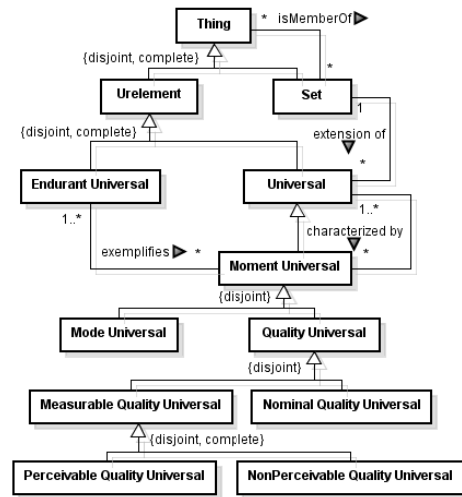 Thing
* isMemberOf
{disjoint, complete}
*
Urelement
Set
1
{disjoint, complete}
extension of
*
Endurant Universal
Universal
1..*
1..*
characterized by
exemplifies
*
*
Noment Universal
{disjoint}
Mode Universal
Quality Universal
{disjoint}
Measurable Quality Universal
Nominal Quality Universal
{disjoint, complete}
Perceivable Quality Universal
NonPerceivable Quality Universal